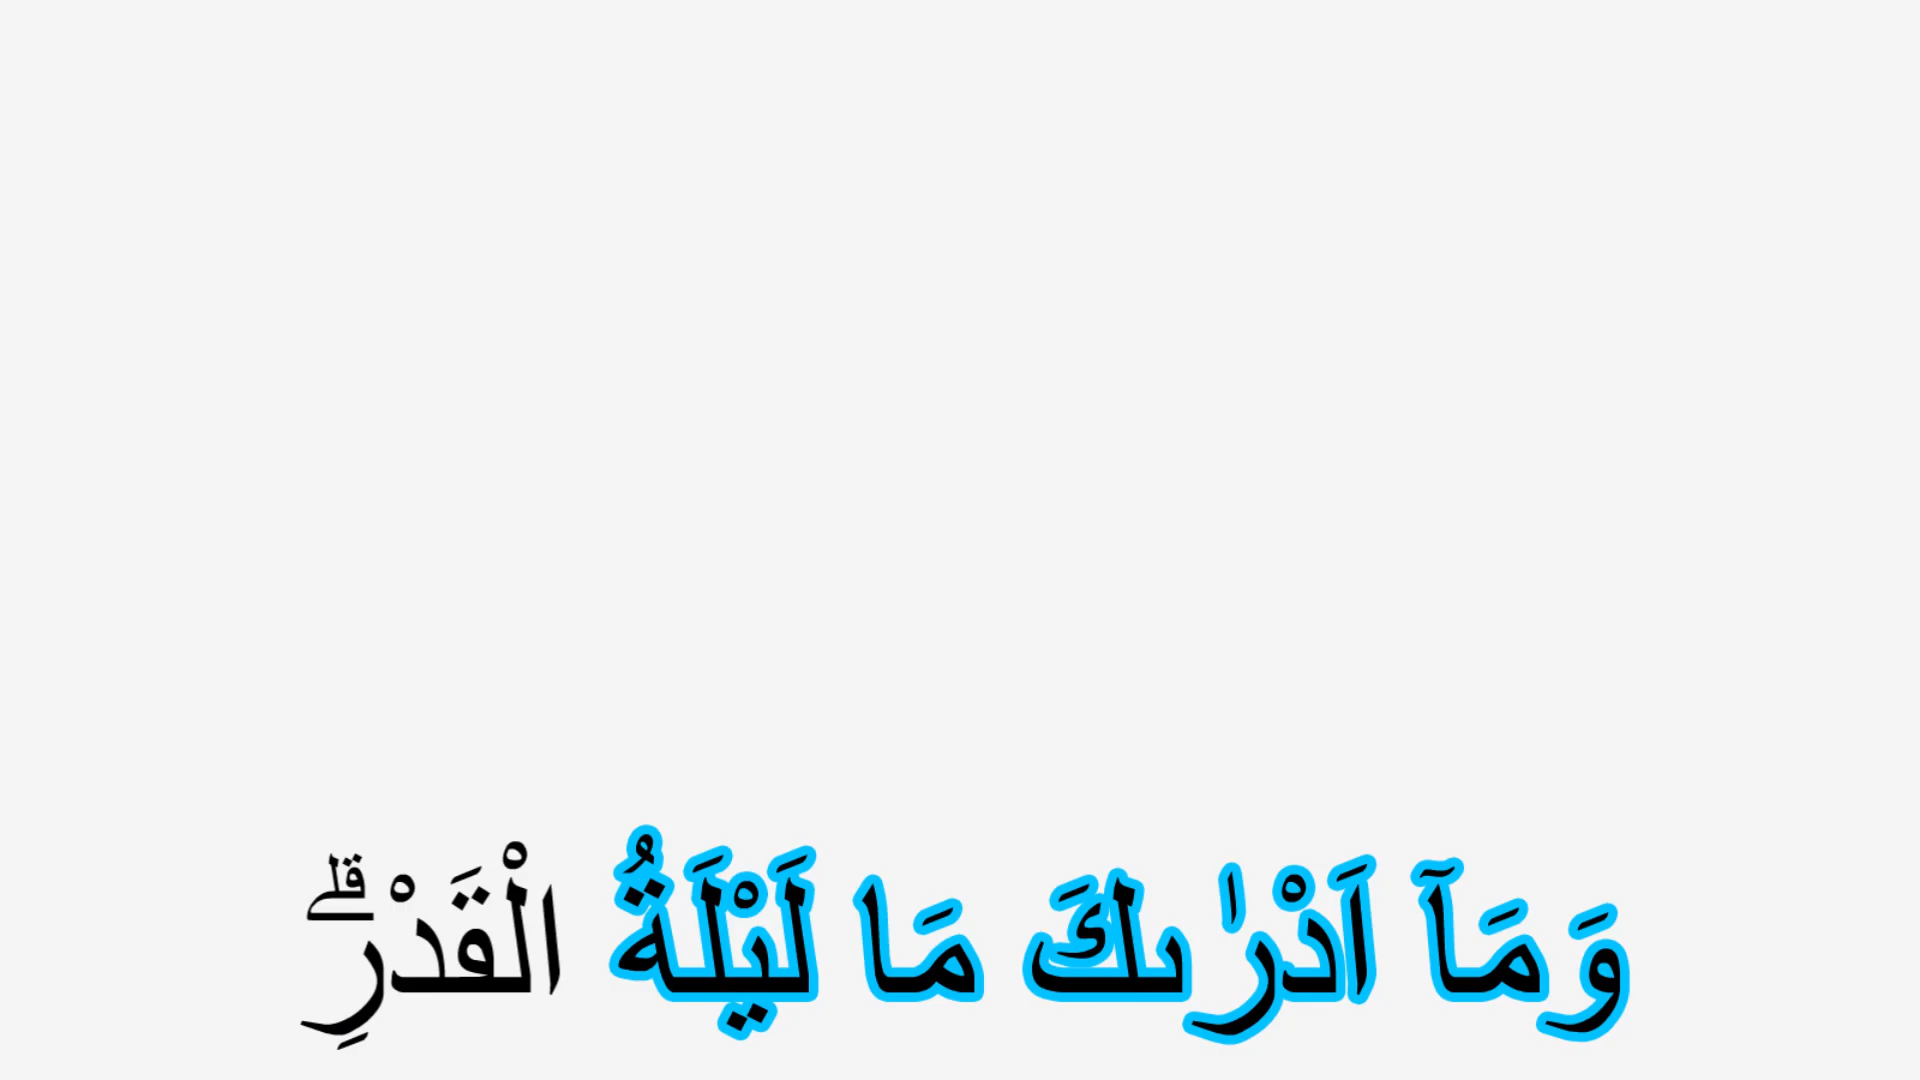 وَمَآ اَدْرٰىكَ مَا لَيْلَةُ الْقَدْرِۗ